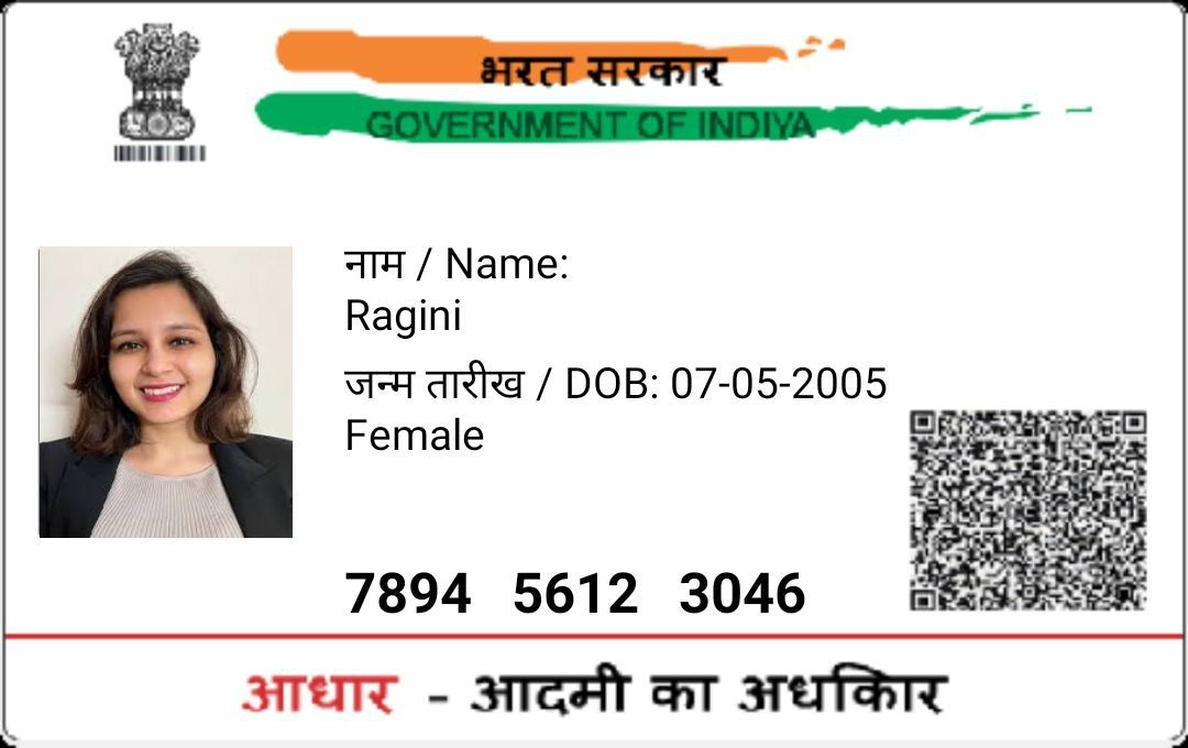 भरत सरकार
GOVERNMENT OF INDIYA
नाम / Name:
Ragini
जन्म तारीख / DOB: 07-05-2005
Female
7894 5612 3046
आधार - आदमी का अधकिार